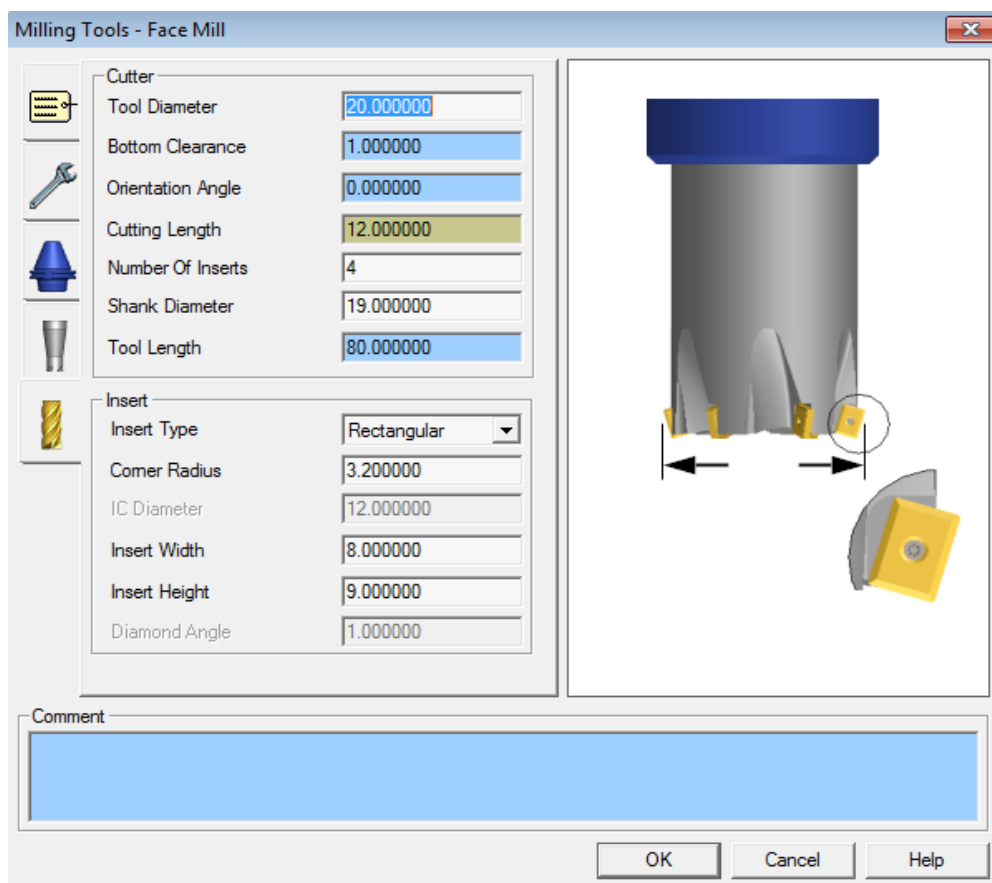 Milling Tools - Face Mill
Cutter
Tool Diameter 20.000000
Bottom Clearance 1.000000
Orientation Angle 0.000000
Cutting Length 12.000000
Number Of Inserts 4
Shank Diameter 19.000000
Tool Length 80.000000
Insert
Insert Type Rectangular
Corner Radius 3.200000
IC Diameter 12.000000
Insert Width 8.000000
Insert Height 9.000000
Diamond Angle 1.000000
Comment
OK Cancel Help